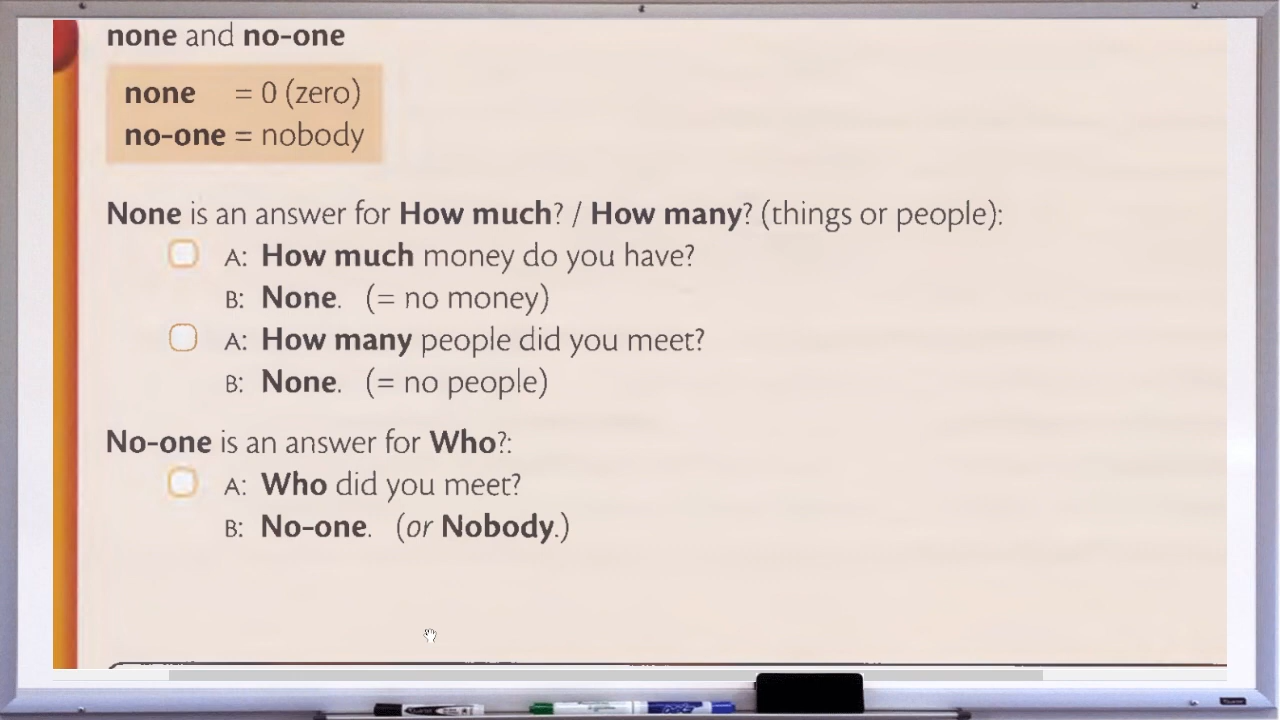 none and no-one
none = 0 (zero)
no-one = nobody
None is an answer for How much? / How many? (things or people):
A: How much money do you have?
B: None. (= no money)
A: How many people did you meet?
B: None. (= no people)
No-one is an answer for Who?:
A: Who did you meet?
B: No-one. (or Nobody.)